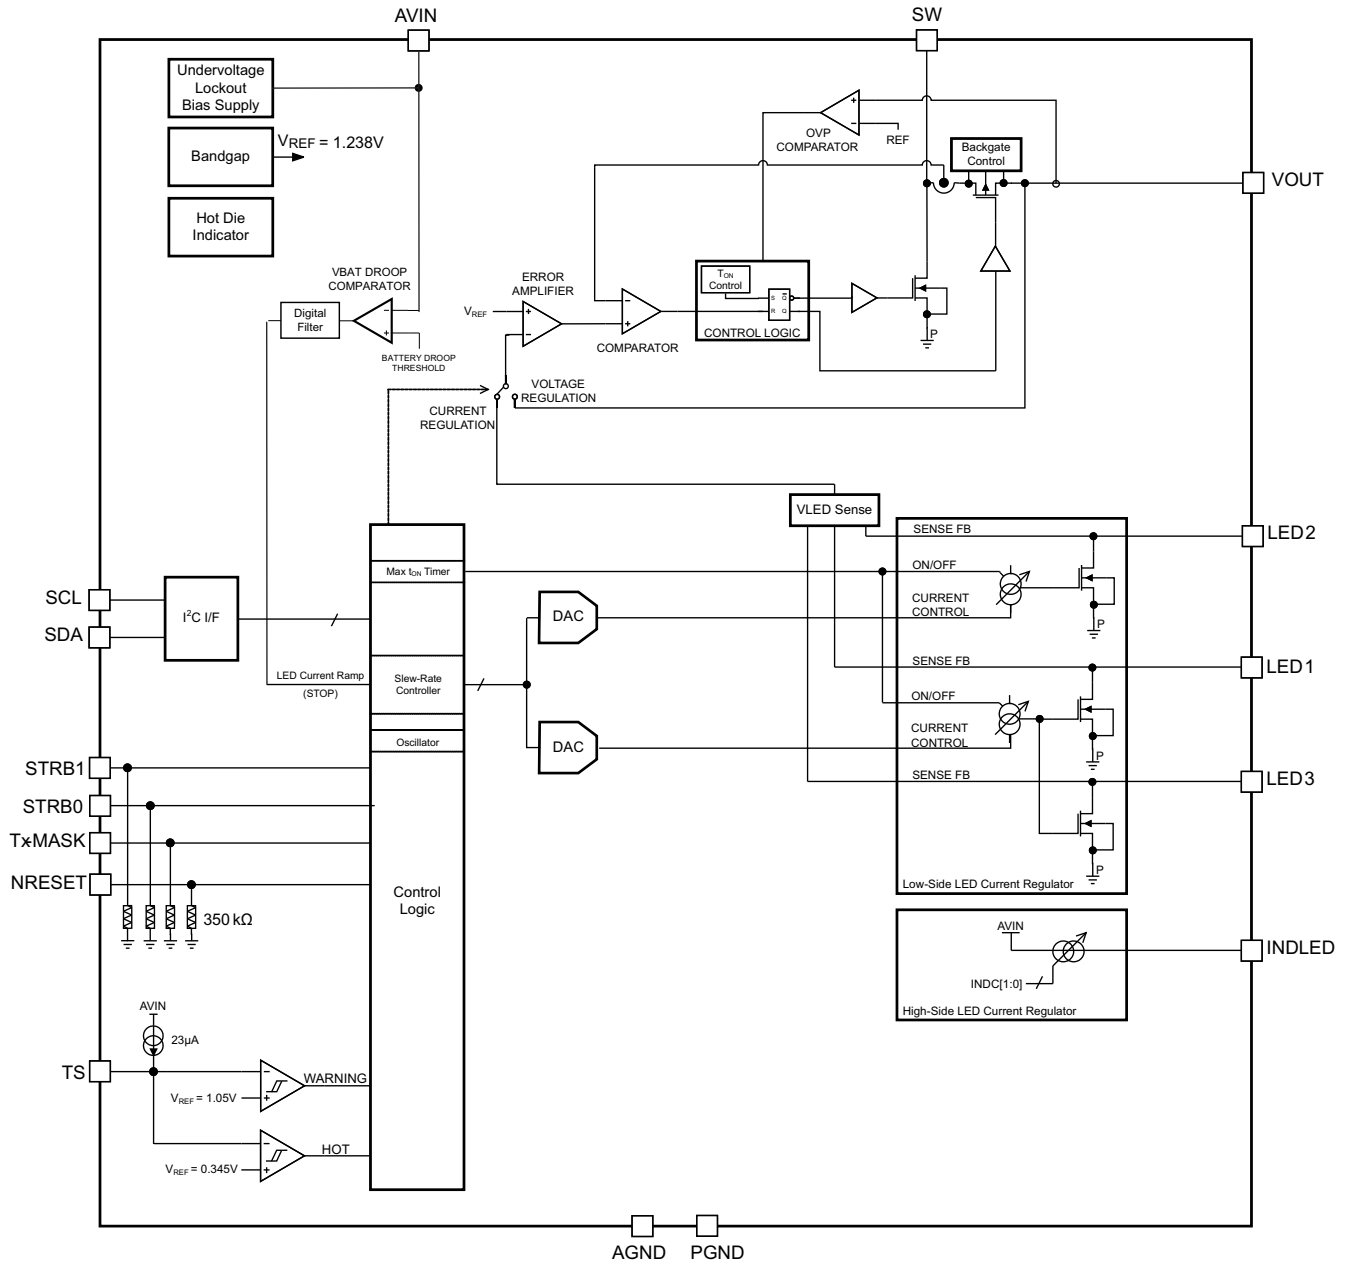 AVIN
SW
Undervoltage
Lockout
Bias Supply
Bandgap
VREF = 1.238V
Hot Die
Indicator
OVP
COMPARATOR
+
−
REF
Backgate
Control
VOUT
VBAT DROOP
COMPARATOR
Digital
Filter
−
+
BATTERY DROOP
THRESHOLD
ERROR
AMPLIFIER
VREF
+
−
−
+
COMPARATOR
TON
Control
S Q
R Q
CONTROL LOGIC
P
VOLTAGE
REGULATION
CURRENT
REGULATION
VLED Sense
SENSE FB
LED2
Max tON Timer
ON/OFF
CURRENT
CONTROL
P
SCL
SDA
I2C I/F
DAC
SENSE FB
LED1
LED Current Ramp
(STOP)
Slew-Rate
Controller
ON/OFF
CURRENT
CONTROL
P
Oscillator
DAC
STRB1
SENSE FB
LED3
STRB0
Tx-MASK
NRESET
350 kΩ
Control
Logic
P
Low-Side LED Current Regulator
AVIN
INDLED
INDC[1:0]
High-Side LED Current Regulator
AVIN
23µA
TS
−
+
WARNING
VREF = 1.05V
−
+
HOT
VREF = 0.345V
AGND
PGND